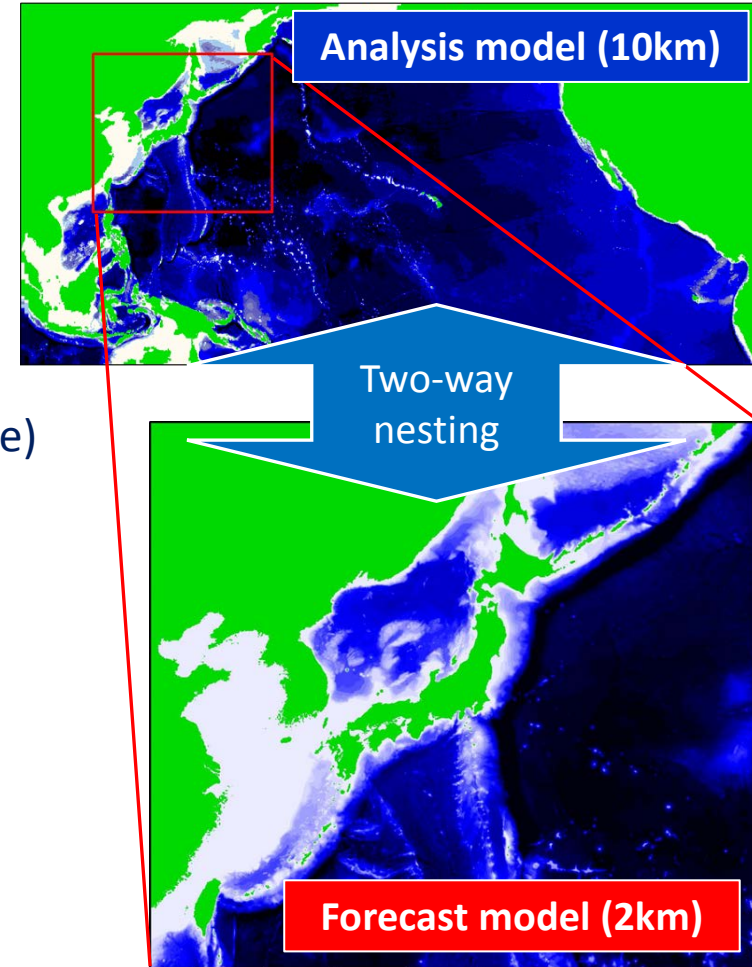 Analysis model (10km)
Two-way
nesting
e)
Forecast model (2km)